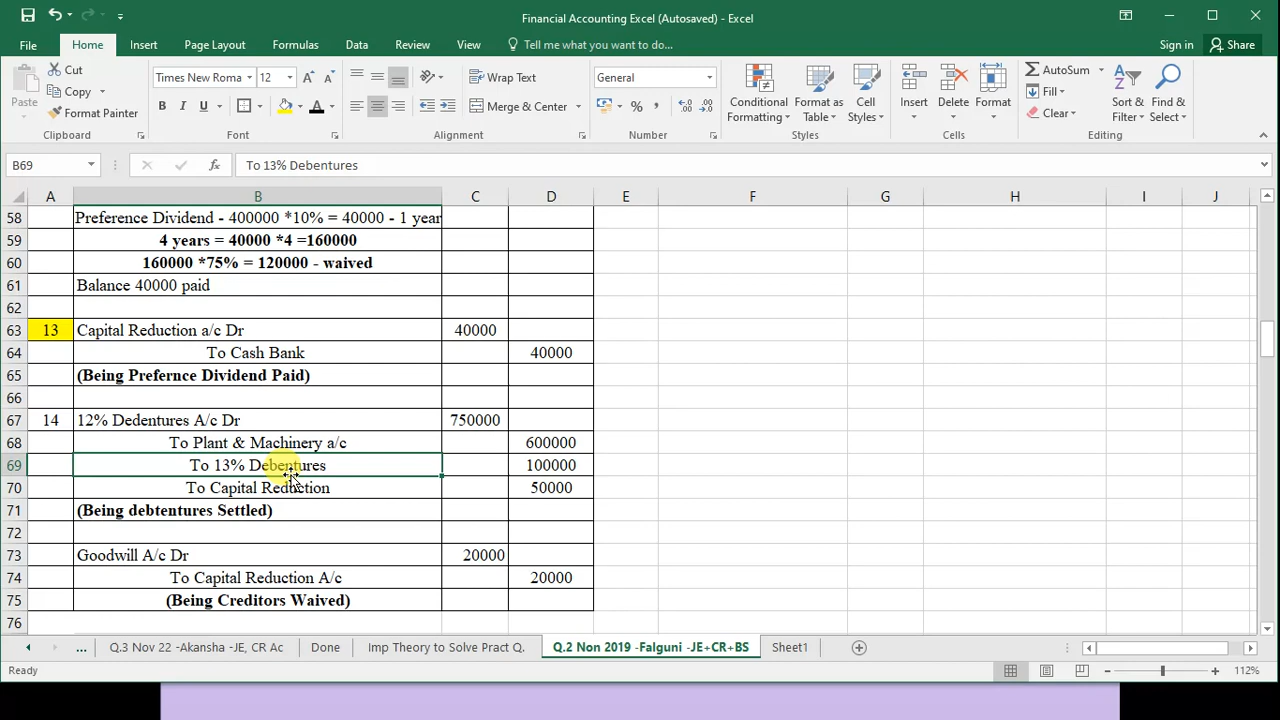 Financial Accounting Excel (Autosaved) - Excel
File Home Insert Page Layout Formulas Data Review View Tell me what you want to do... Sign in Share
Paste Cut Copy Format Painter
Times New Roma 12 Wrap Text General
B I U Merge & Center
Conditional Formatting Format as Table Cell Styles Insert Delete Format
AutoSum Fill Clear Sort & Filter Find & Select
Clipboard Font Alignment Number Styles Cells Editing
B69 fx To 13% Debentures
A B C D E F G H I J
58 Preference Dividend - 400000 *10% = 40000 - 1 year
59 4 years = 40000 *4 =160000
60 160000 *75% = 120000 - waived
61 Balance 40000 paid
62
63 13 Capital Reduction a/c Dr 40000
64 To Cash Bank 40000
65 (Being Prefernce Dividend Paid)
66
67 14 12% Dedentures A/c Dr 750000
68 To Plant & Machinery a/c 600000
69 To 13% Debentures 100000
70 To Capital Reduction 50000
71 (Being debtentures Settled)
72
73 Goodwill A/c Dr 20000
74 To Capital Reduction A/c 20000
75 (Being Creditors Waived)
76
... Q.3 Nov 22 -Akansha -JE, CR Ac Done Imp Theory to Solve Pract Q. Q.2 Non 2019 -Falguni -JE+CR+BS Sheet1
Ready 112%